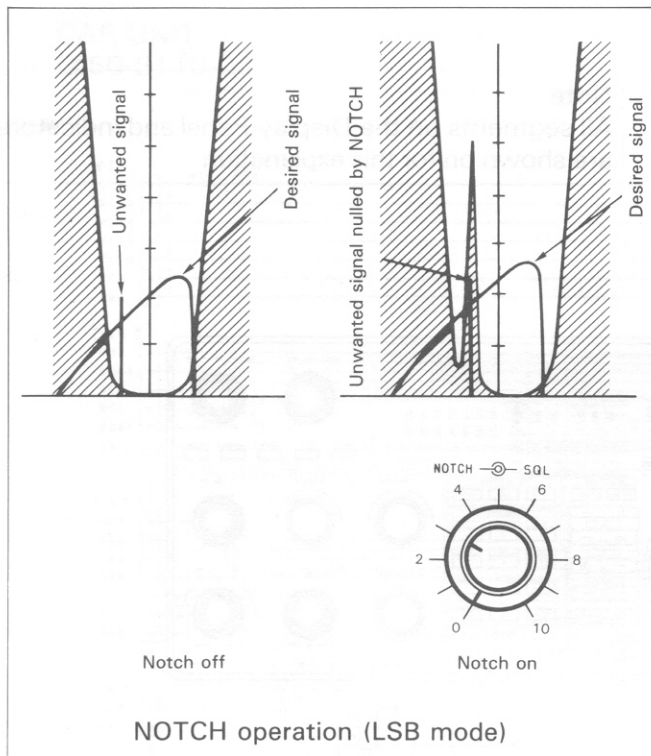 Unwanted signal
Desired signal
Unwanted signal nulled by NOTCH
Desired signal
NOTCH SQL
4 6
2 8
0 10
Notch off
Notch on
NOTCH operation (LSB mode)